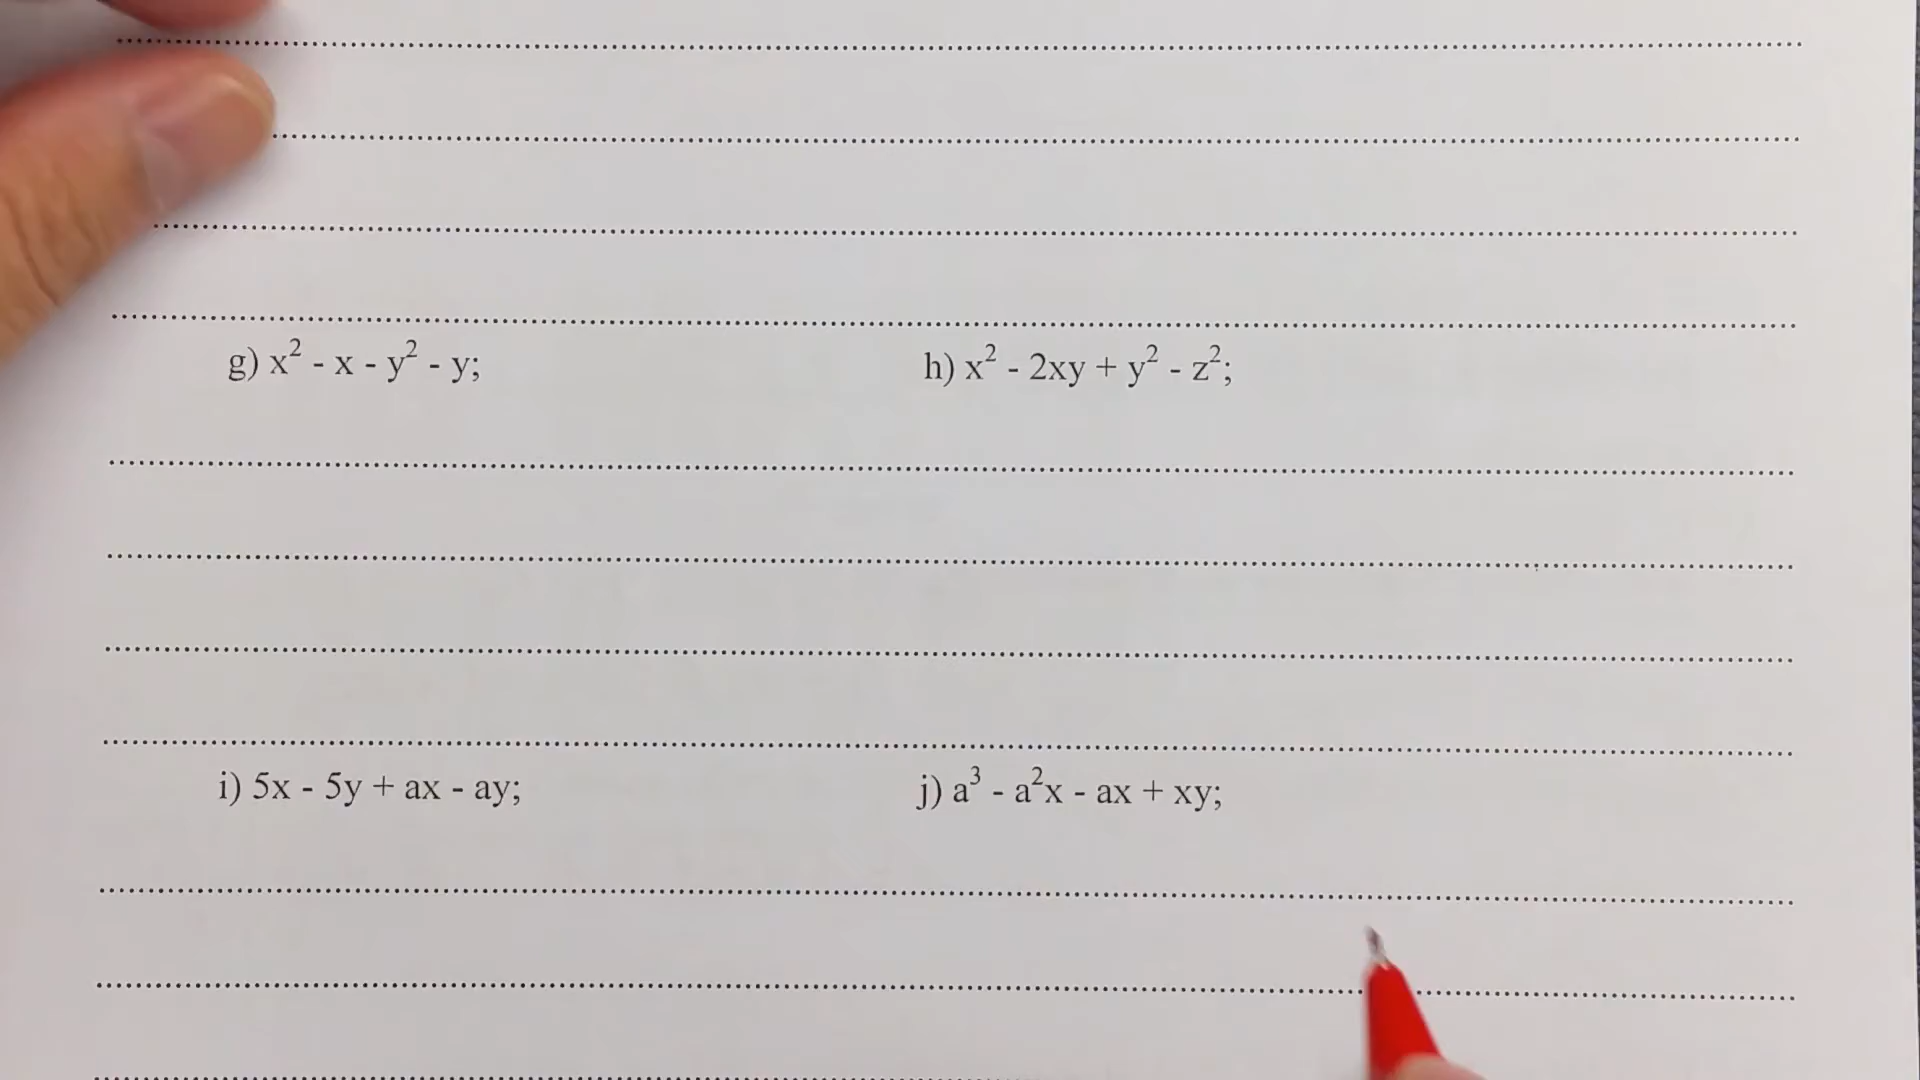 g) x² - x - y² - y;
h) x² - 2xy + y² - z²;
i) 5x - 5y + ax - ay;
j) a³ - a²x - ax + xy;